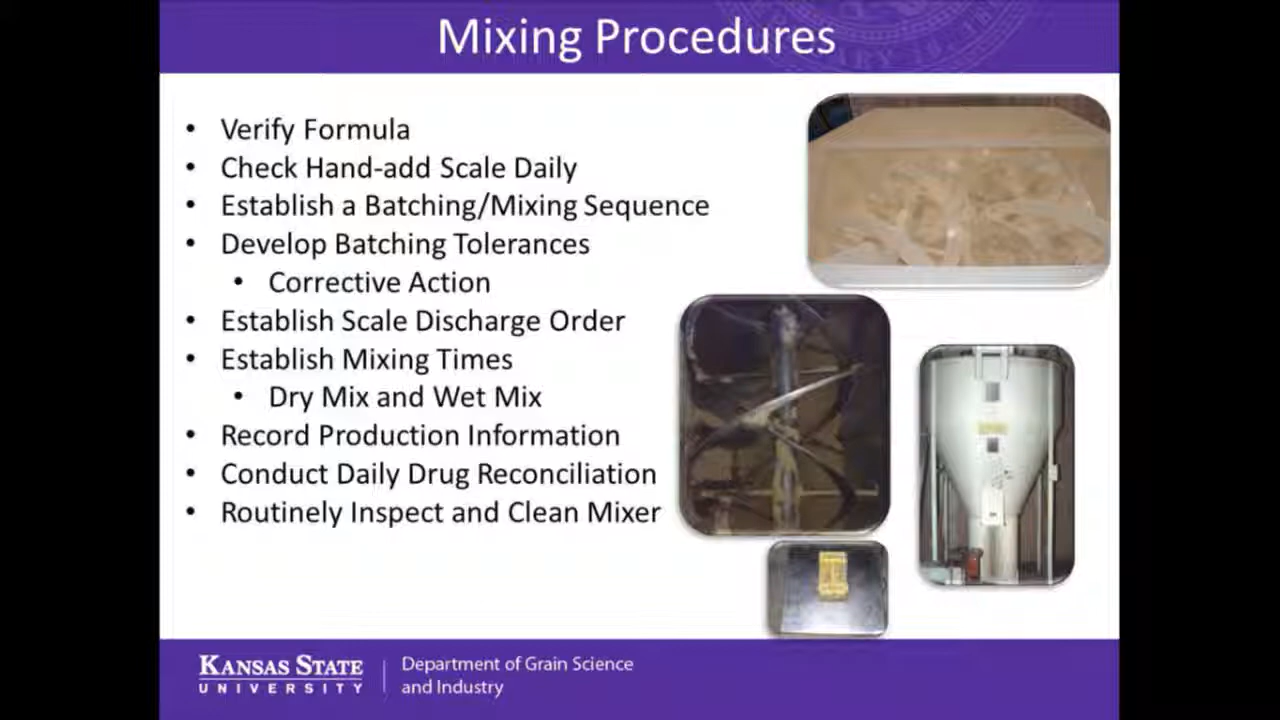 Mixing Procedures
• Verify Formula
• Check Hand-add Scale Daily
• Establish a Batching/Mixing Sequence
• Develop Batching Tolerances
• Corrective Action
• Establish Scale Discharge Order
• Establish Mixing Times
• Dry Mix and Wet Mix
• Record Production Information
• Conduct Daily Drug Reconciliation
• Routinely Inspect and Clean Mixer
KANSAS STATE
UNIVERSITY
Department of Grain Science
and Industry